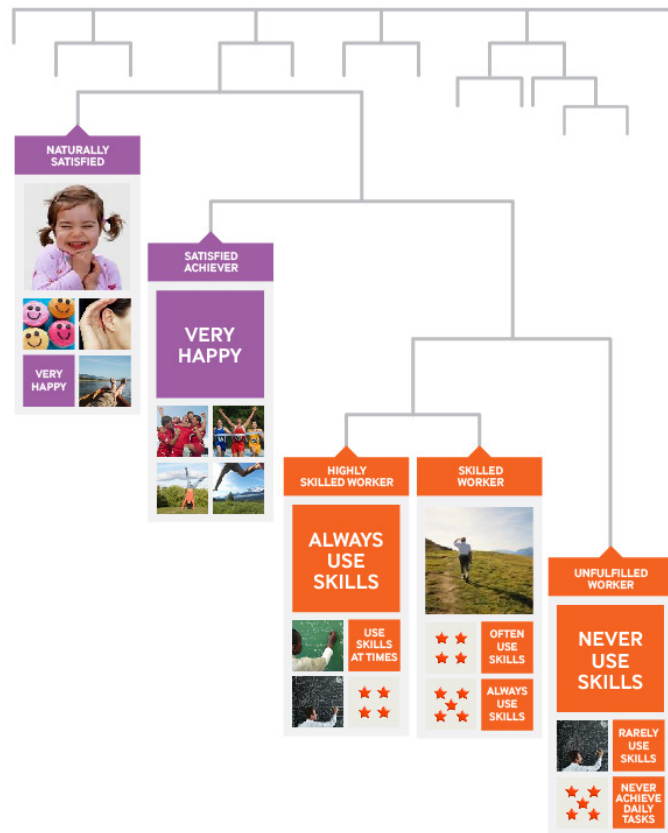 NATURALLY
SATISFIED
VERY
HAPPY
SATISFIED
ACHIEVER
VERY
HAPPY
HIGHLY
SKILLED WORKER
ALWAYS
USE
SKILLS
USE
SKILLS
AT TIMES
SKILLED
WORKER
OFTEN
USE
SKILLS
ALWAYS
USE
SKILLS
UNFULFILLED
WORKER
NEVER
USE
SKILLS
RARELY
USE
SKILLS
NEVER
ACHIEVE
DAILY
TASKS